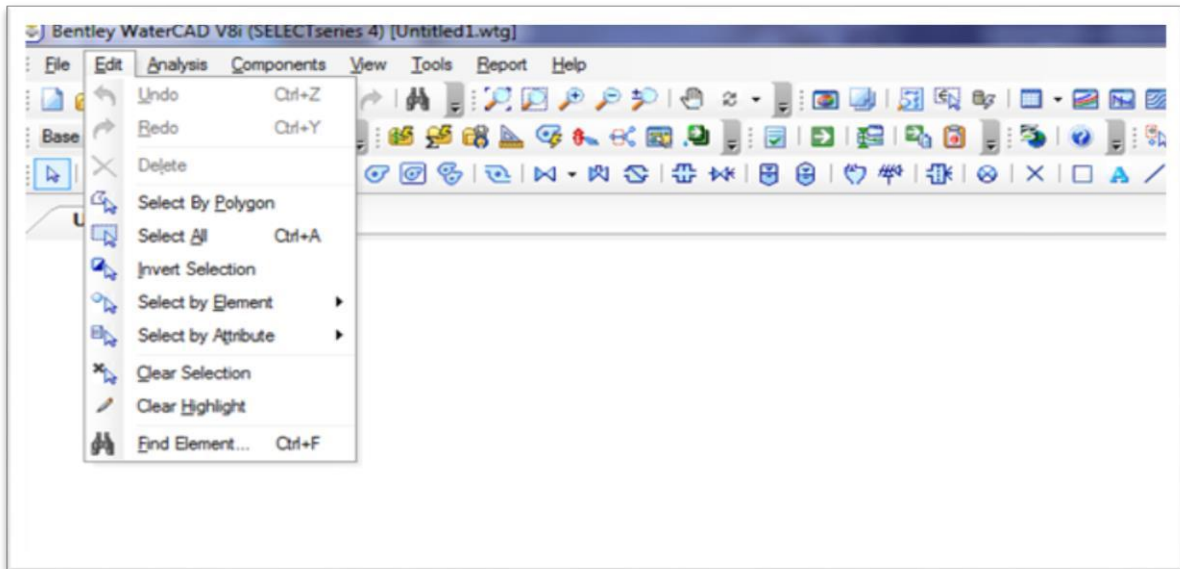 Bentley WaterCAD V8i (SELECTseries 4) [Untitled1.wtg]
File Edit Analysis Components View Tools Report Help
Undo Ctrl+Z
Redo Ctrl+Y
Base
Delete
Select By Polygon
U
Select All Ctrl+A
Invert Selection
Select by Element
Select by Attribute
Clear Selection
Clear Highlight
Find Element... Ctrl+F
A